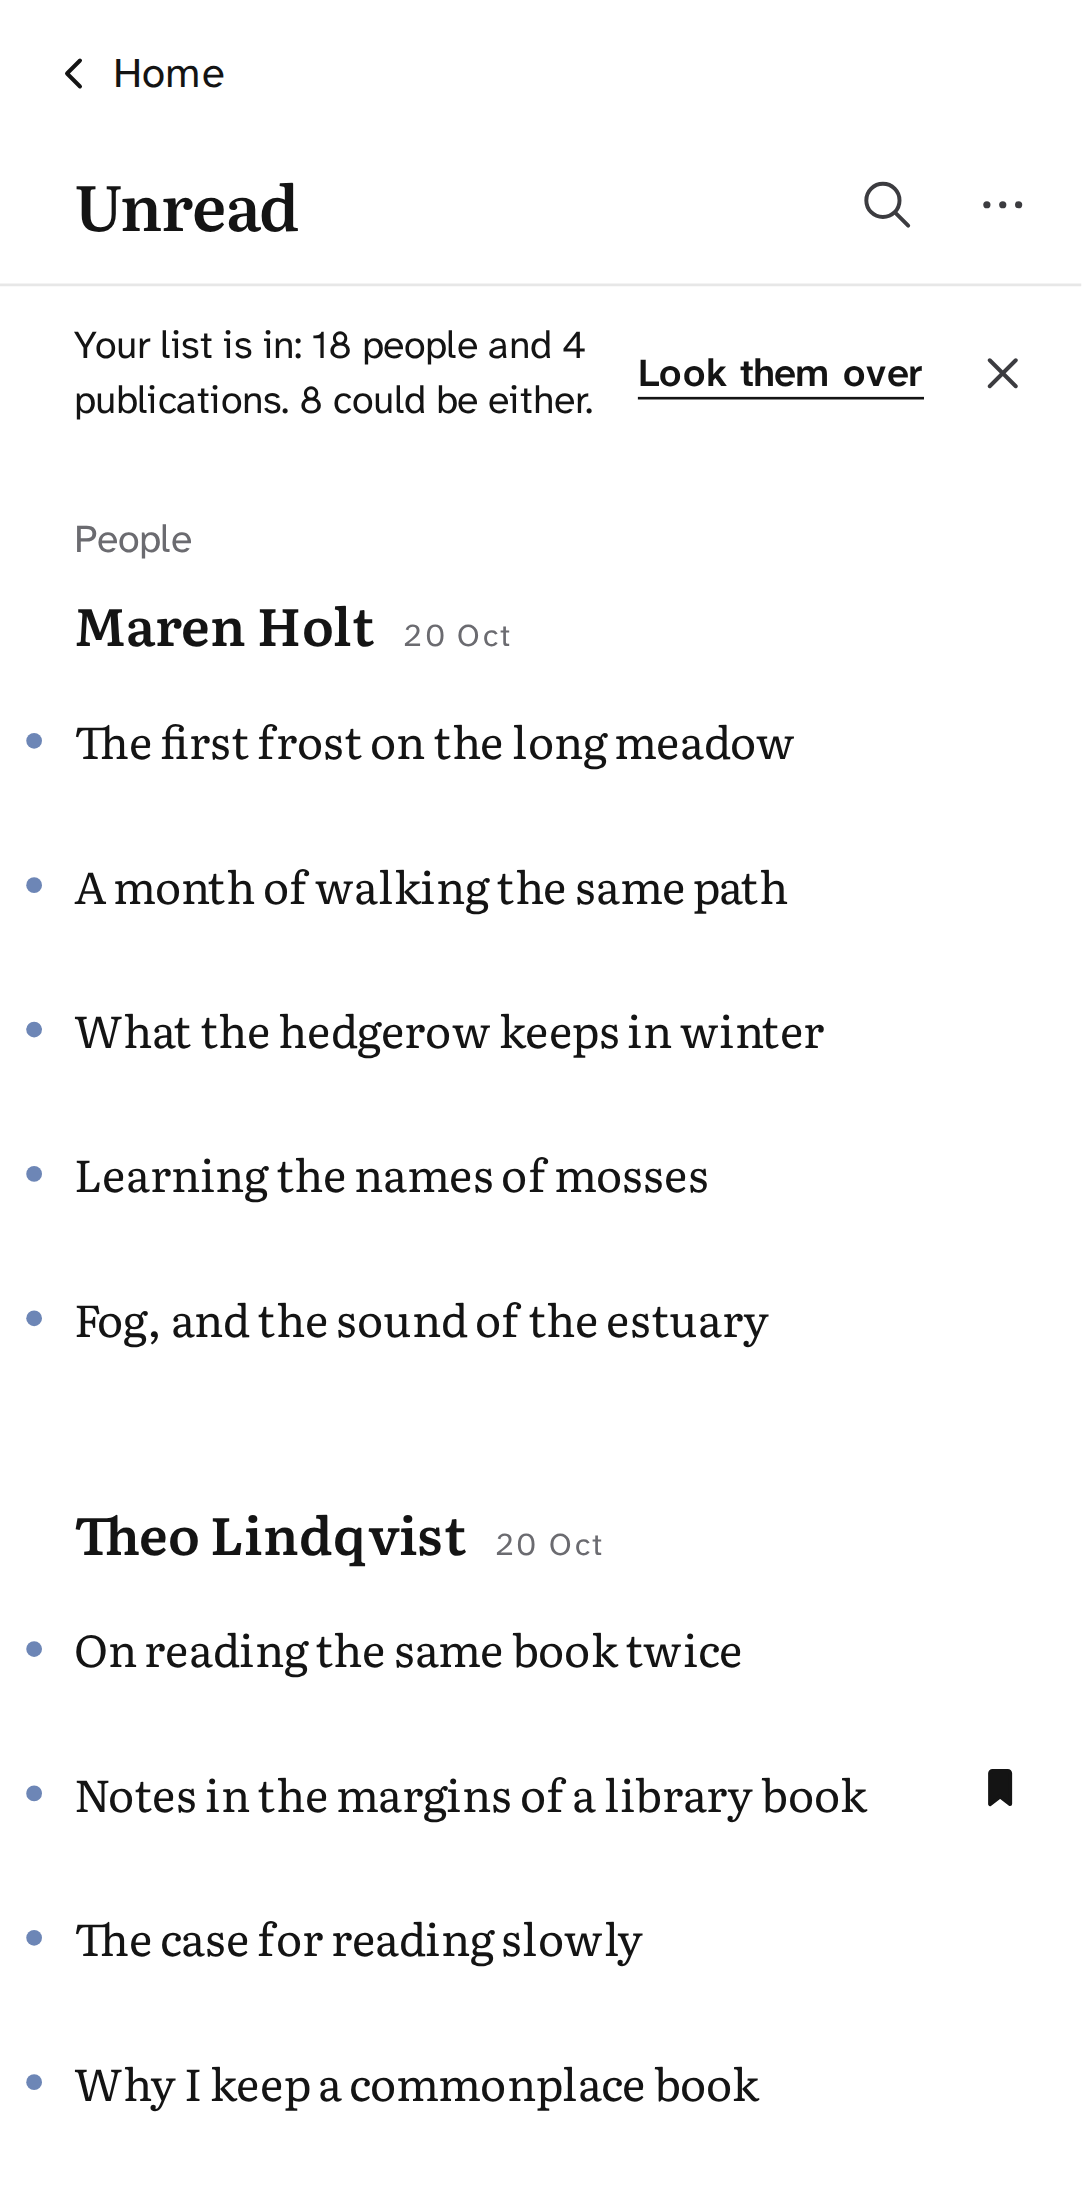 Home
Unread
Your list is in: 18 people and 4
publications. 8 could be either.
Look them over
People
Maren Holt 20 Oct
The first frost on the long meadow
A month of walking the same path
What the hedgerow keeps in winter
Learning the names of mosses
Fog, and the sound of the estuary
Theo Lindqvist 20 Oct
On reading the same book twice
Notes in the margins of a library book
The case for reading slowly
Why I keep a commonplace book